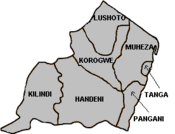 LUSHOTO
MUHEZA
KOROGWE
TANGA
KILINDI
HANDENI
PANGANI